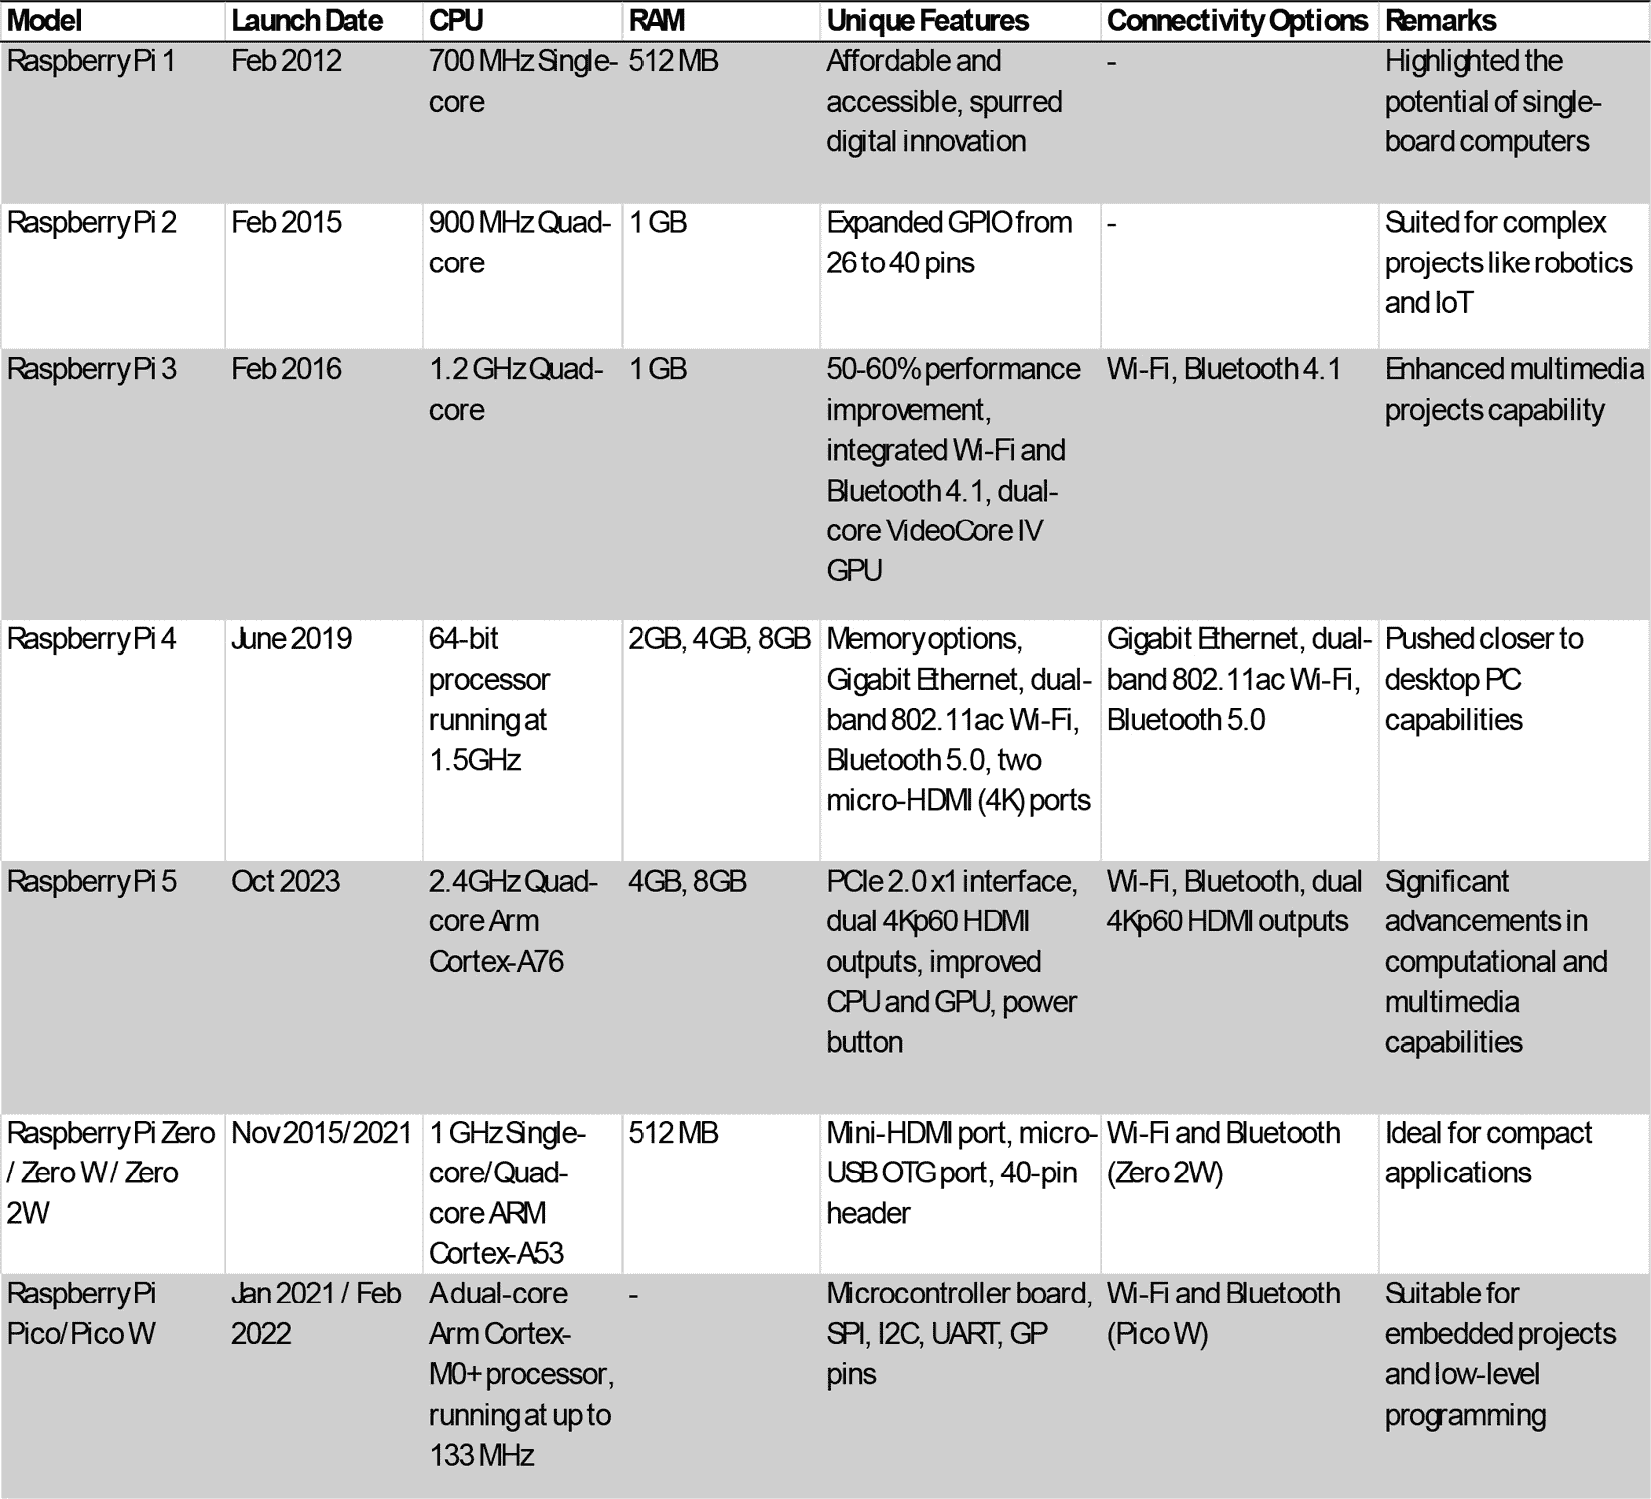 Model Launch Date CPU RAM Unique Features Connectivity Options Remarks
Raspberry Pi 1 Feb 2012 700 MHz Single- 512 MB Affordable and - Highlighted the
core accessible, spurred potential of single-
digital innovation board computers
Raspberry Pi 2 Feb 2015 900 MHz Quad- 1 GB Expanded GPIO from - Suited for complex
core 26 to 40 pins projects like robotics
and IoT
Raspberry Pi 3 Feb 2016 1.2 GHz Quad- 1 GB 50-60% performance Wi-Fi, Bluetooth 4.1 Enhanced multimedia
core improvement, projects capability
integrated Wi-Fi and
Bluetooth 4.1, dual-
core VideoCore IV
GPU
Raspberry Pi 4 June 2019 64-bit 2GB, 4GB, 8GB Memory options, Gigabit Ethernet, dual- Pushed closer to
processor Gigabit Ethernet, dual- band 802.11ac Wi-Fi, desktop PC
running at band 802.11ac Wi-Fi, Bluetooth 5.0 capabilities
1.5GHz Bluetooth 5.0, two
micro-HDMI (4K) ports
Raspberry Pi 5 Oct 2023 2.4GHz Quad- 4GB, 8GB PCIe 2.0 x1 interface, Wi-Fi, Bluetooth, dual Significant
core Arm dual 4Kp60 HDMI 4Kp60 HDMI outputs advancements in
Cortex-A76 outputs, improved computational and
CPU and GPU, power multimedia
button capabilities
Raspberry Pi Zero Nov 2015/ 2021 1 GHz Single- 512 MB Mini-HDMI port, micro- Wi-Fi and Bluetooth Ideal for compact
/ Zero W / Zero core/ Quad- USB OTG port, 40-pin (Zero 2W) applications
2W core ARM header
Cortex-A53
Raspberry Pi Jan 2021 / Feb A dual-core - Microcontroller board, Wi-Fi and Bluetooth Suitable for
Pico/ Pico W 2022 Arm Cortex- SPI, I2C, UART, GP (Pico W) embedded projects
M0+ processor, pins and low-level
running at up to programming
133 MHz